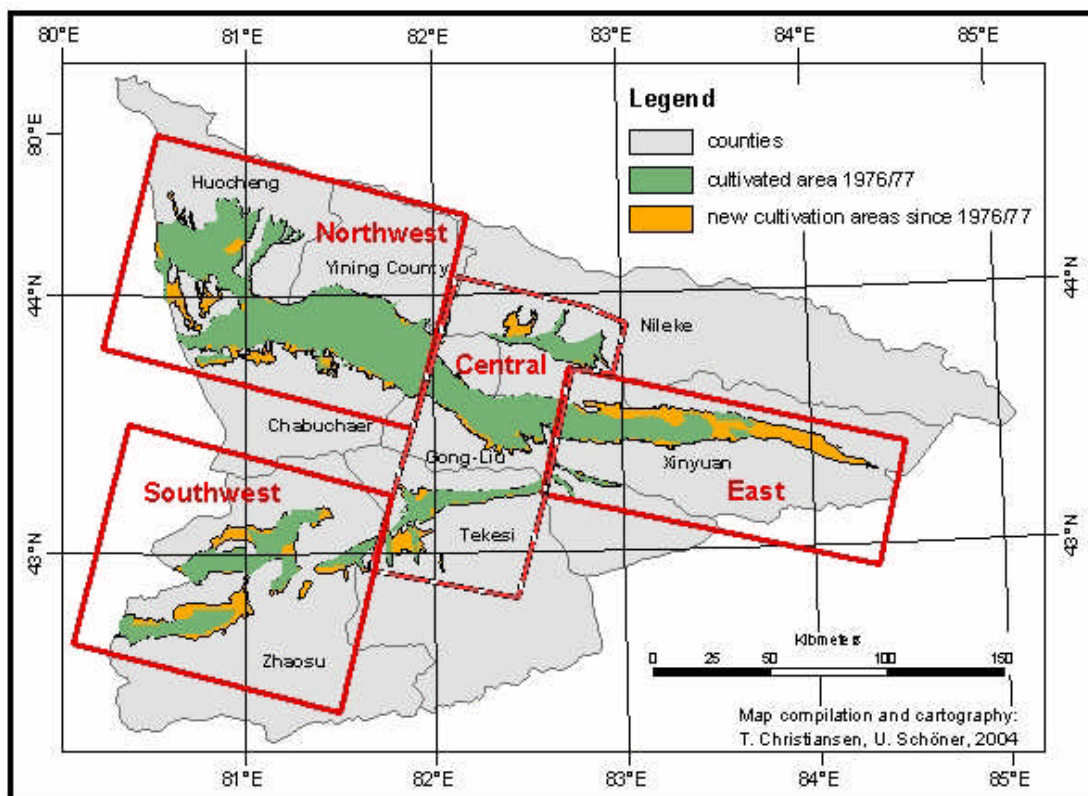 80°E 81°E 82°E 83°E 84°E 85°E
Legend
counties
cultivated area 1976/77
new cultivation areas since 1976/77
80°E
Huocheng
Northwest
Yining County
44°N
44°N
Nileke
Central
Chabuchaer
Gong-Liu
Xinyuan
Southwest
East
Tekesi
43°N
43°N
Zhaosu
Kilometers
0 25 50 100 150
Map compilation and cartography:
T. Christiansen, U. Schöner, 2004
81°E 82°E 83°E 84°E 85°E